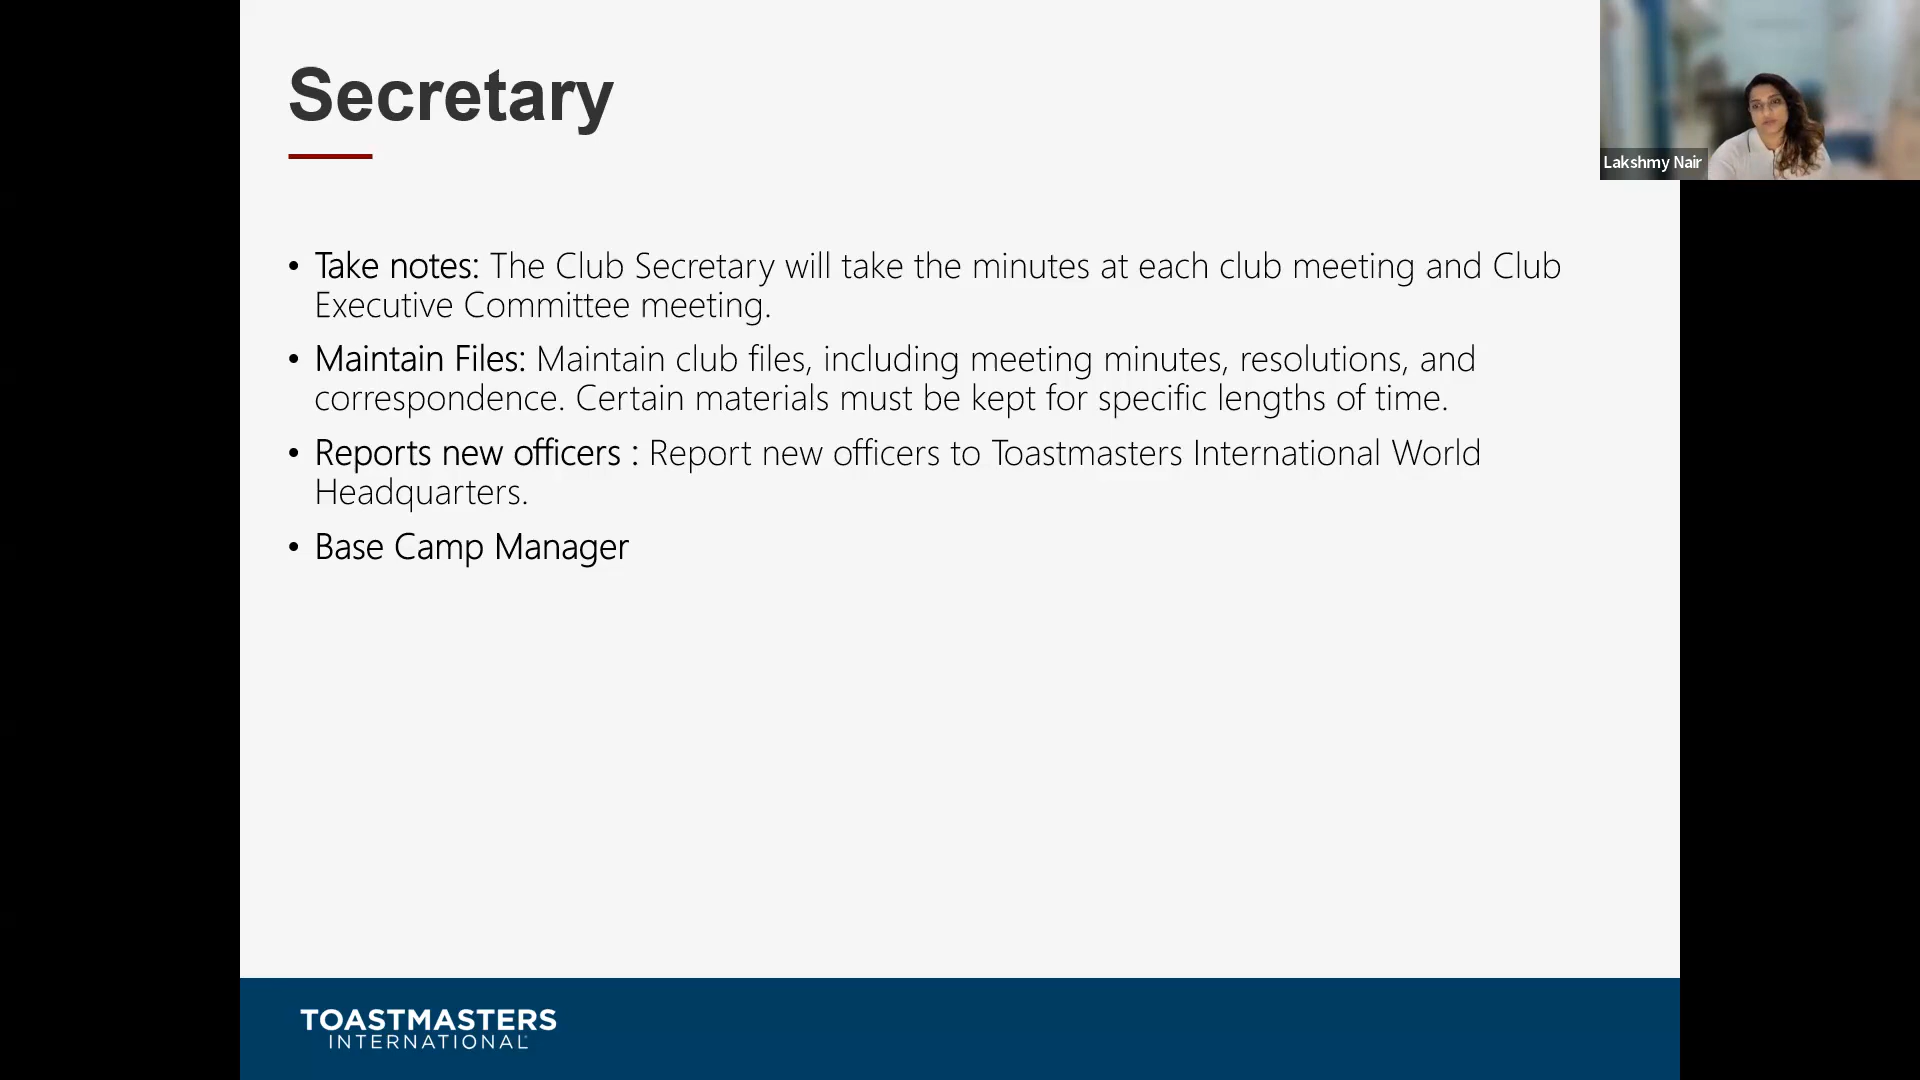 Secretary
Lakshmy Nair
• Take notes: The Club Secretary will take the minutes at each club meeting and Club
Executive Committee meeting.
• Maintain Files: Maintain club files, including meeting minutes, resolutions, and
correspondence. Certain materials must be kept for specific lengths of time.
• Reports new officers : Report new officers to Toastmasters International World
Headquarters.
• Base Camp Manager
TOASTMASTERS
INTERNATIONAL